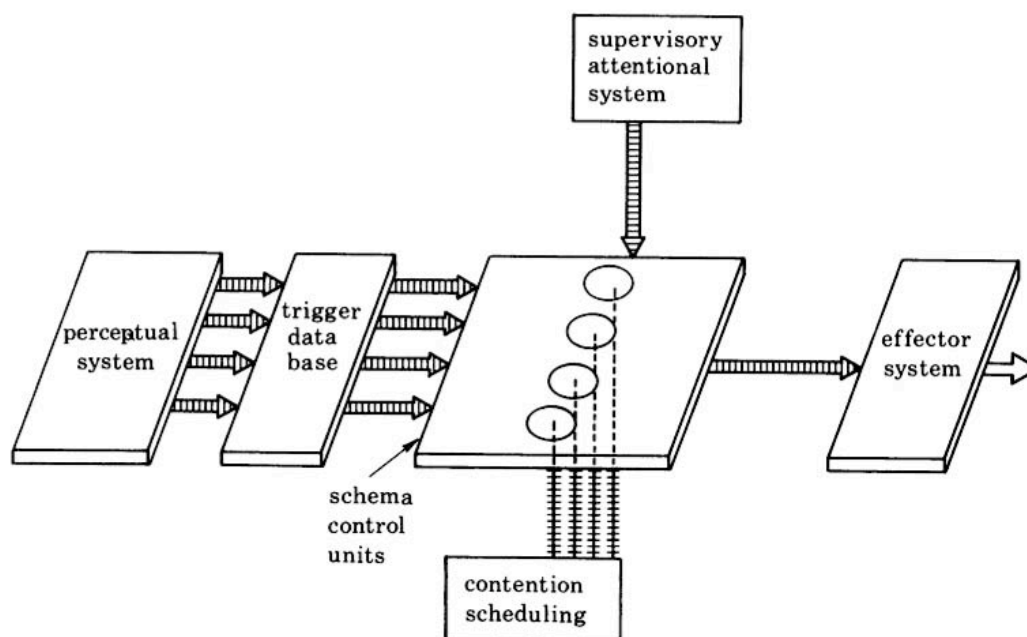 supervisory
attentional
system
perceptual
system
trigger
data
base
effector
system
schema
control
units
contention
scheduling